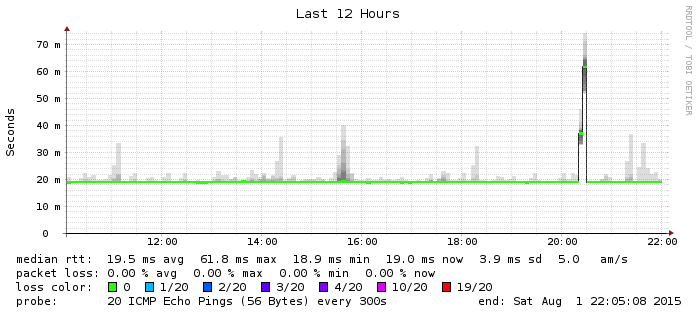 Last 12 Hours
RRDTOOL / TOBI OETIKER
Seconds
70 m
60 m
50 m
40 m
30 m
20 m
10 m
0
12:00 14:00 16:00 18:00 20:00 22:00
median rtt: 19.5 ms avg 61.8 ms max 18.9 ms min 19.0 ms now 3.9 ms sd 5.0 am/s
packet loss: 0.00 % avg 0.00 % max 0.00 % min 0.00 % now
loss color: 0 1/20 2/20 3/20 4/20 10/20 19/20
probe: 20 ICMP Echo Pings (56 Bytes) every 300s end: Sat Aug 1 22:05:08 2015